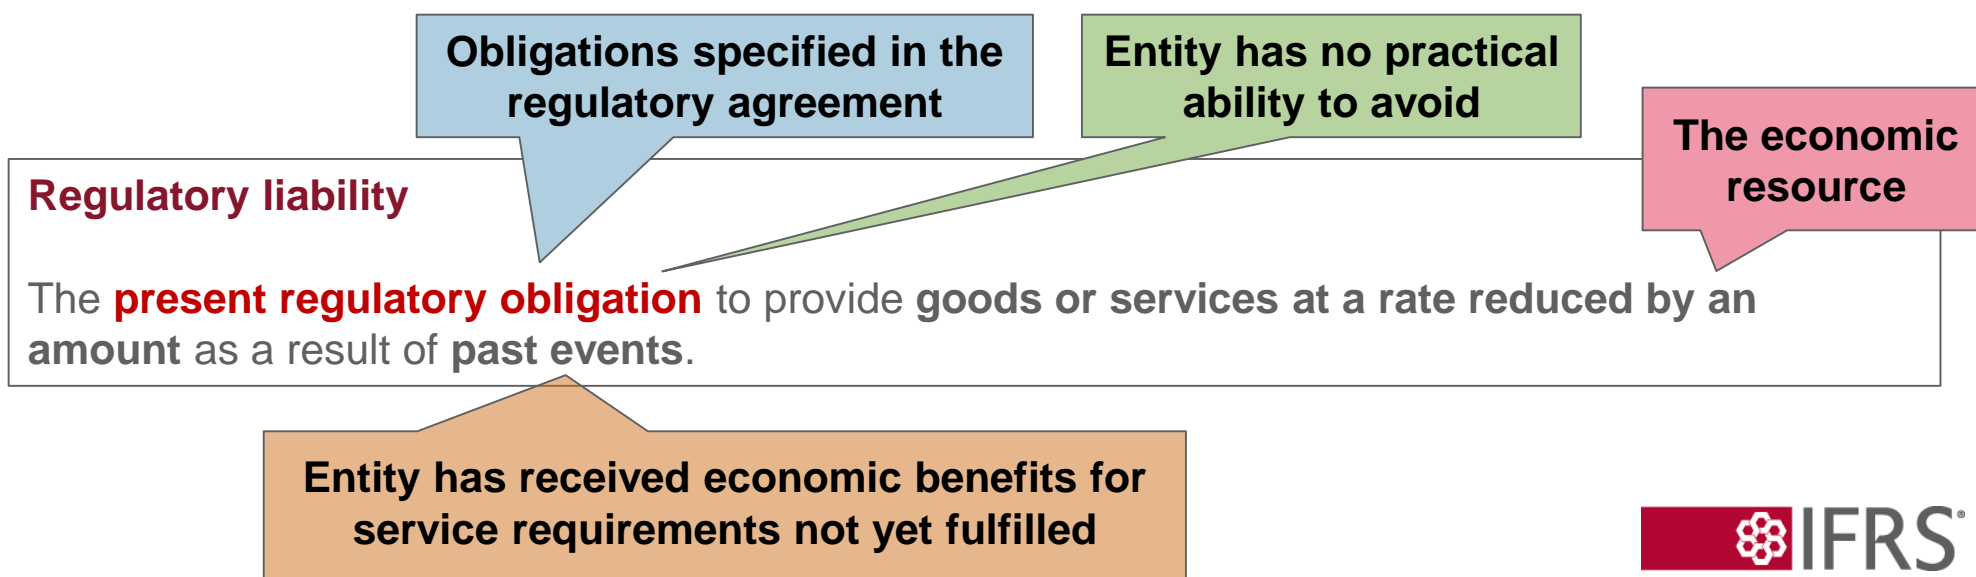 Obligations specified in the
regulatory agreement
Entity has no practical
ability to avoid
The economic
resource
Regulatory liability
The present regulatory obligation to provide goods or services at a rate reduced by an
amount as a result of past events.
Entity has received economic benefits for
service requirements not yet fulfilled
IFRS®